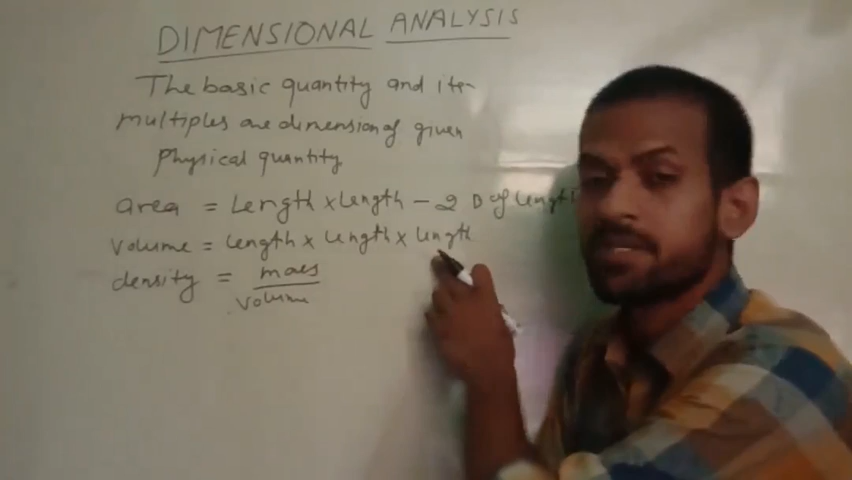 DIMENSIONAL ANALYSIS
The basic quantity and its
multiples are dimension of given
Physical quantity
area = Length × Length - 2 D of Length
Volume = Length × Length × Length
density = mass
Volume